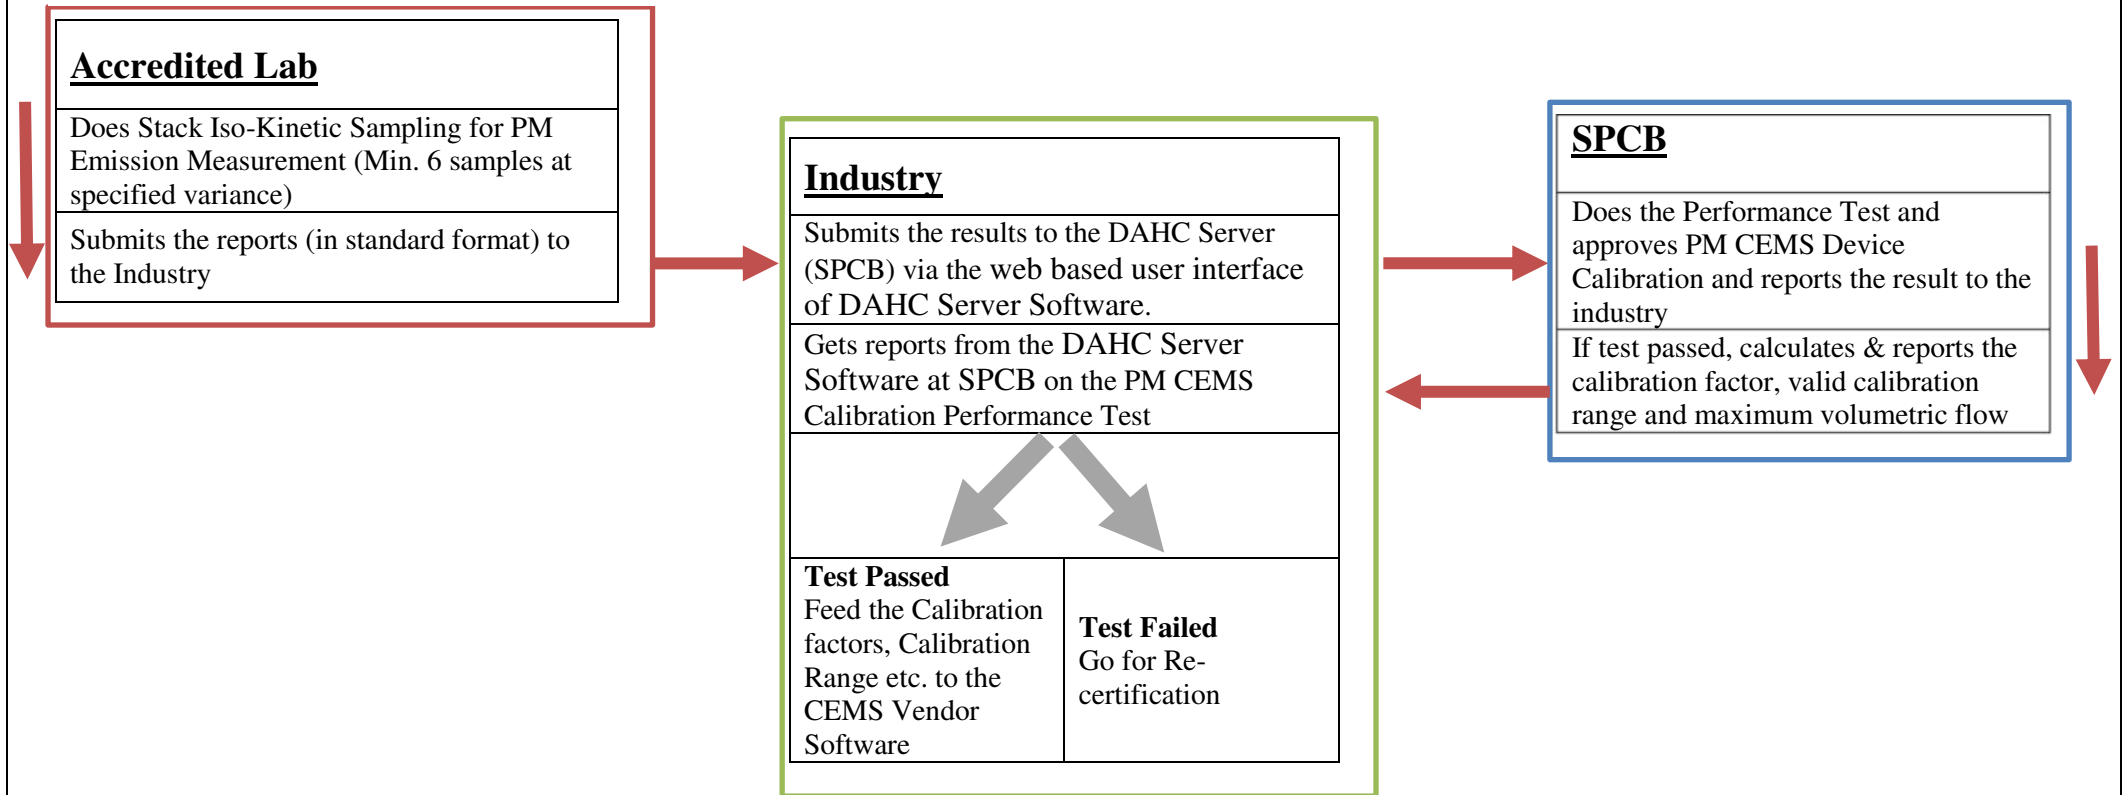 Accredited Lab
Does Stack Iso-Kinetic Sampling for PM
Emission Measurement (Min. 6 samples at
specified variance)
Submits the reports (in standard format) to
the Industry
Industry
Submits the results to the DAHC Server
(SPCB) via the web based user interface
of DAHC Server Software.
Gets reports from the DAHC Server
Software at SPCB on the PM CEMS
Calibration Performance Test
Test Passed
Feed the Calibration
factors, Calibration
Range etc. to the
CEMS Vendor
Software
Test Failed
Go for Re-
certification
SPCB
Does the Performance Test and
approves PM CEMS Device
Calibration and reports the result to the
industry
If test passed, calculates & reports the
calibration factor, valid calibration
range and maximum volumetric flow